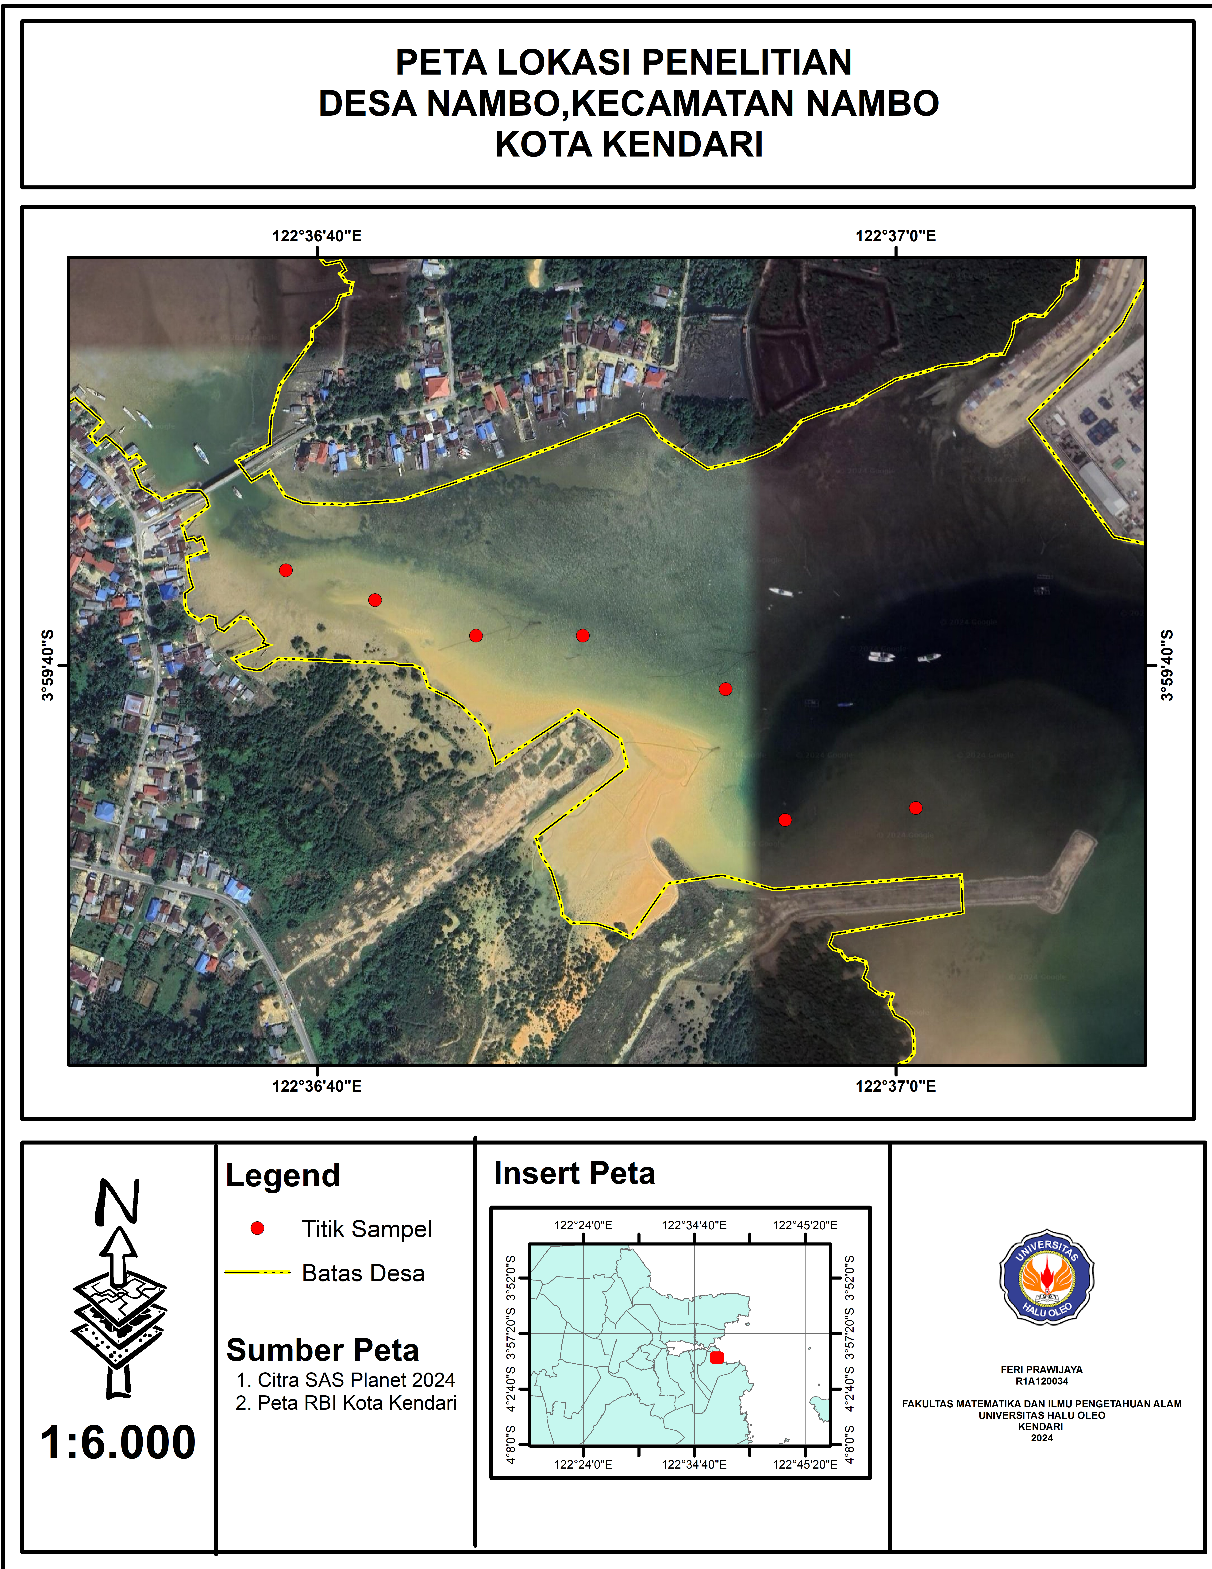 PETA LOKASI PENELITIAN
DESA NAMBO,KECAMATAN NAMBO
KOTA KENDARI
122°36'40"E
122°37'0"E
3°59'40"S
3°59'40"S
122°36'40"E
122°37'0"E
N
1:6.000
Legend
Titik Sampel
Batas Desa
Sumber Peta
1. Citra SAS Planet 2024
2. Peta RBI Kota Kendari
Insert Peta
122°24'0"E
122°34'40"E
122°45'20"E
3°52'0"S
3°57'20"S
4°2'40"S
4°8'0"S
3°52'0"S
3°57'20"S
4°2'40"S
4°8'0"S
122°24'0"E
122°34'40"E
122°45'20"E
UNIVERSITAS
HALU OLEO
FERI PRAWIJAYA
R1A120034
FAKULTAS MATEMATIKA DAN ILMU PENGETAHUAN ALAM
UNIVERSITAS HALU OLEO
KENDARI
2024